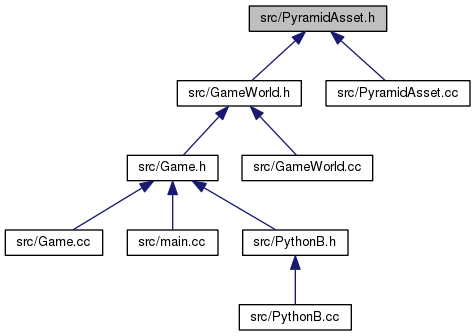 src/PyramidAsset.h
src/GameWorld.h
src/PyramidAsset.cc
src/Game.h
src/GameWorld.cc
src/Game.cc
src/main.cc
src/PythonB.h
src/PythonB.cc